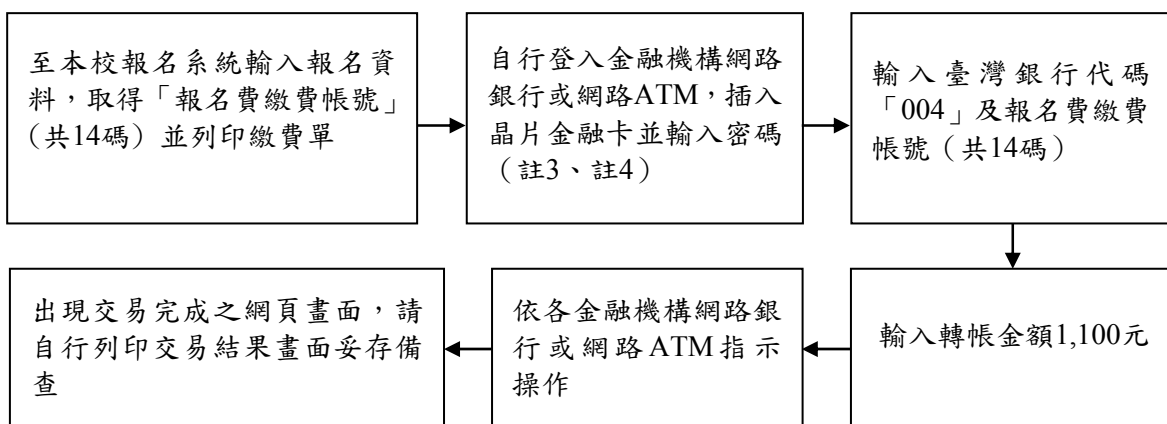 至本校報名系統輸入報名資
料，取得「報名費繳費帳號」
（共14碼）並列印繳費單
自行登入金融機構網路
銀行或網路ATM，插入
晶片金融卡並輸入密碼
（註3、註4）
輸入臺灣銀行代碼
「004」及報名費繳費
帳號（共14碼）
輸入轉帳金額1,100元
依各金融機構網路銀
行或網路ATM指示
操作
出現交易完成之網頁畫面，請
自行列印交易結果畫面妥存備
查